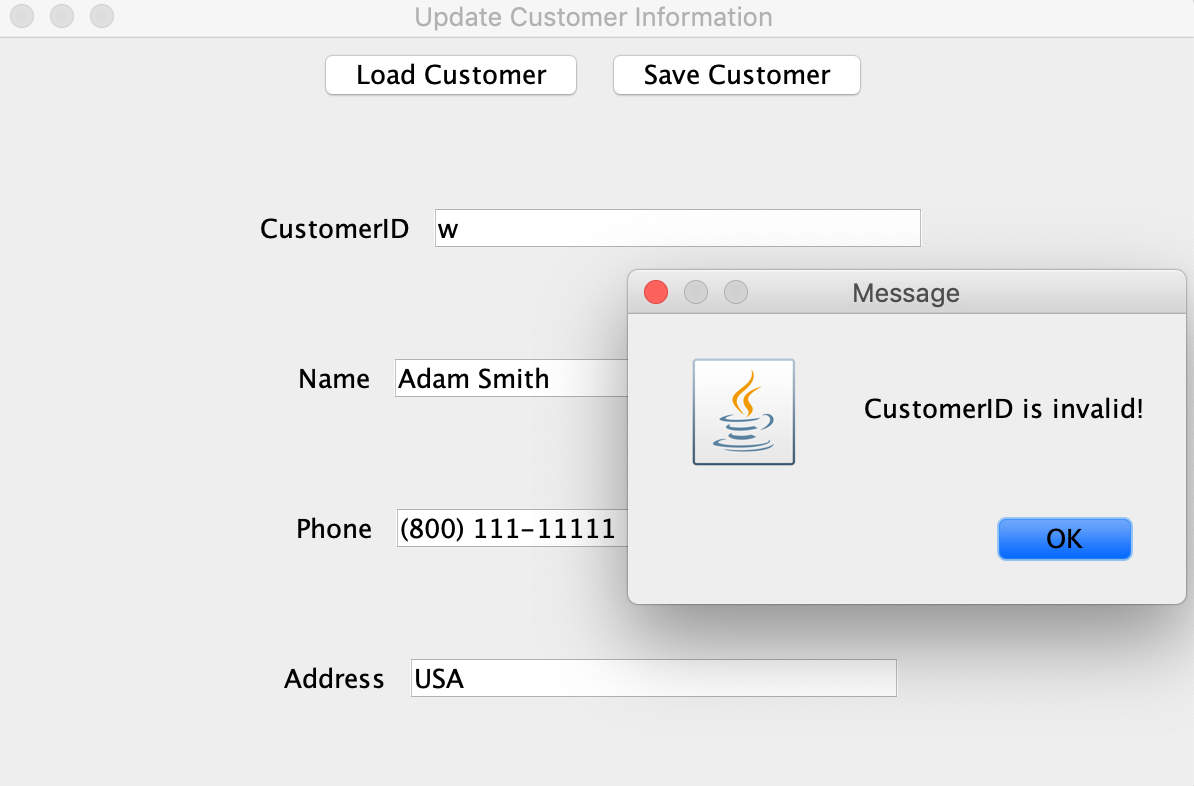 Update Customer Information
Load Customer Save Customer
CustomerID w
Message
CustomerID is invalid!
OK
Name Adam Smith
Phone (800) 111-11111
Address USA